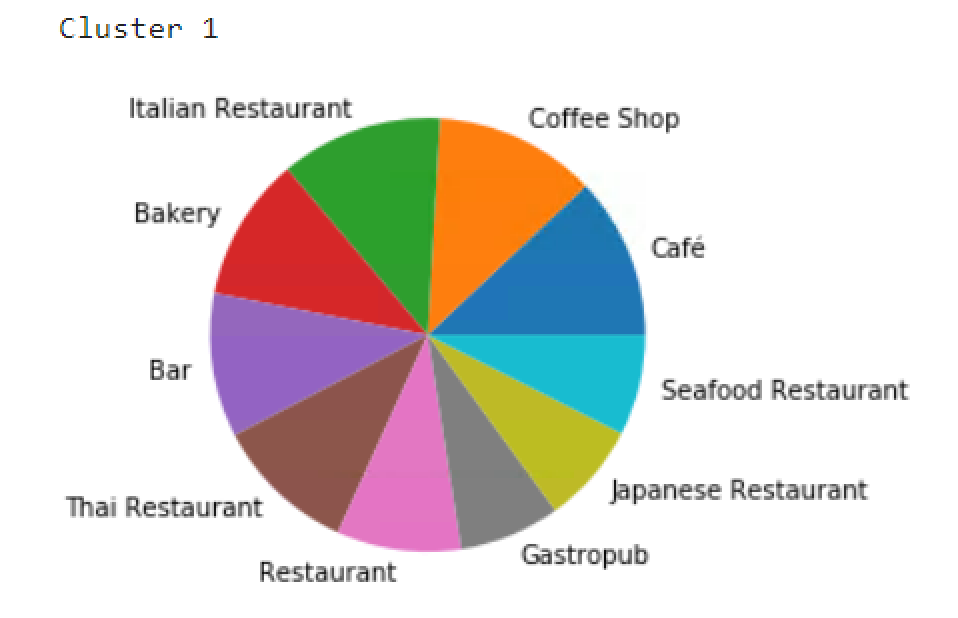 Cluster 1
Italian Restaurant
Coffee Shop
Bakery
Café
Bar
Seafood Restaurant
Thai Restaurant
Japanese Restaurant
Restaurant
Gastropub